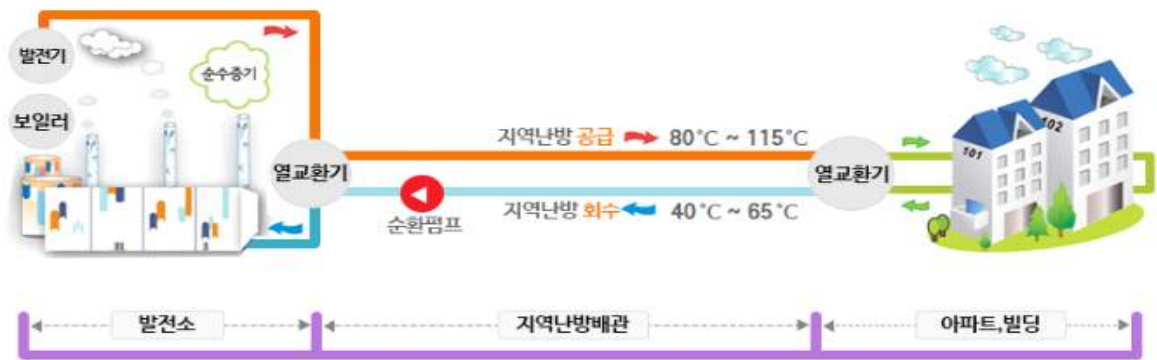 발전기
순수증기
보일러
열교환기
지역난방 공급 80℃ ~ 115℃
열교환기
지역난방 회수 40℃ ~ 65℃
순환펌프
101
102
발전소
지역난방배관
아파트,빌딩